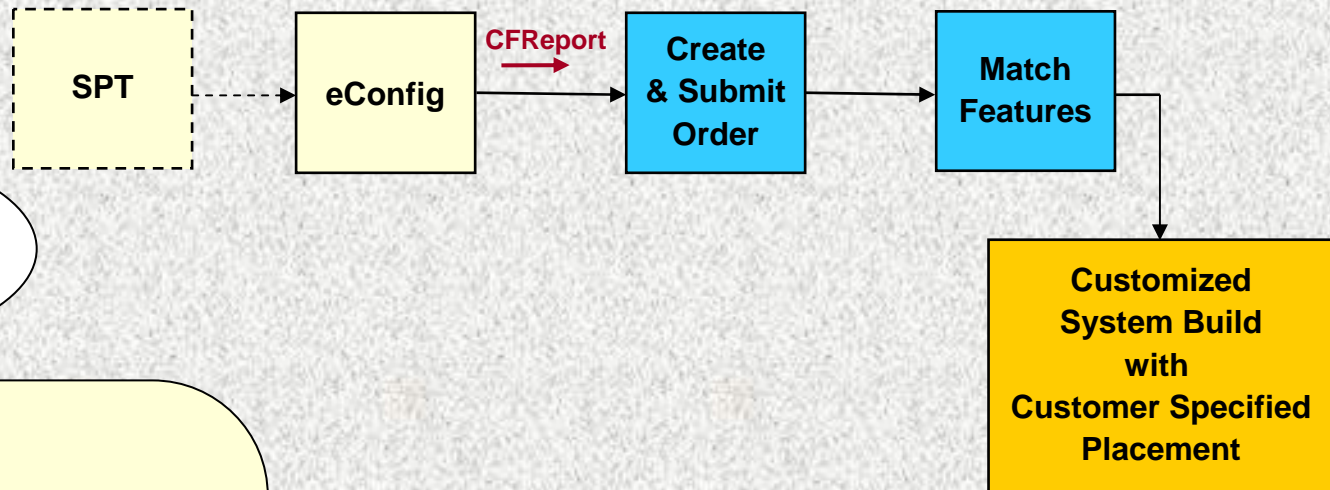 SPT
eConfig
CFReport
Create
& Submit
Order
Match
Features
Customized
System Build
with
Customer Specified
Placement